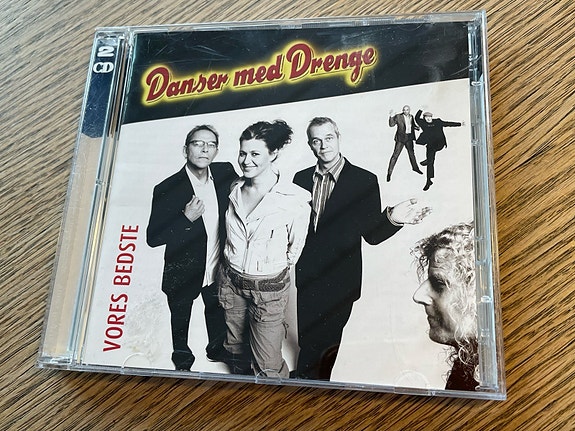 2
CD
Danser med Drenge
VORES BEDSTE